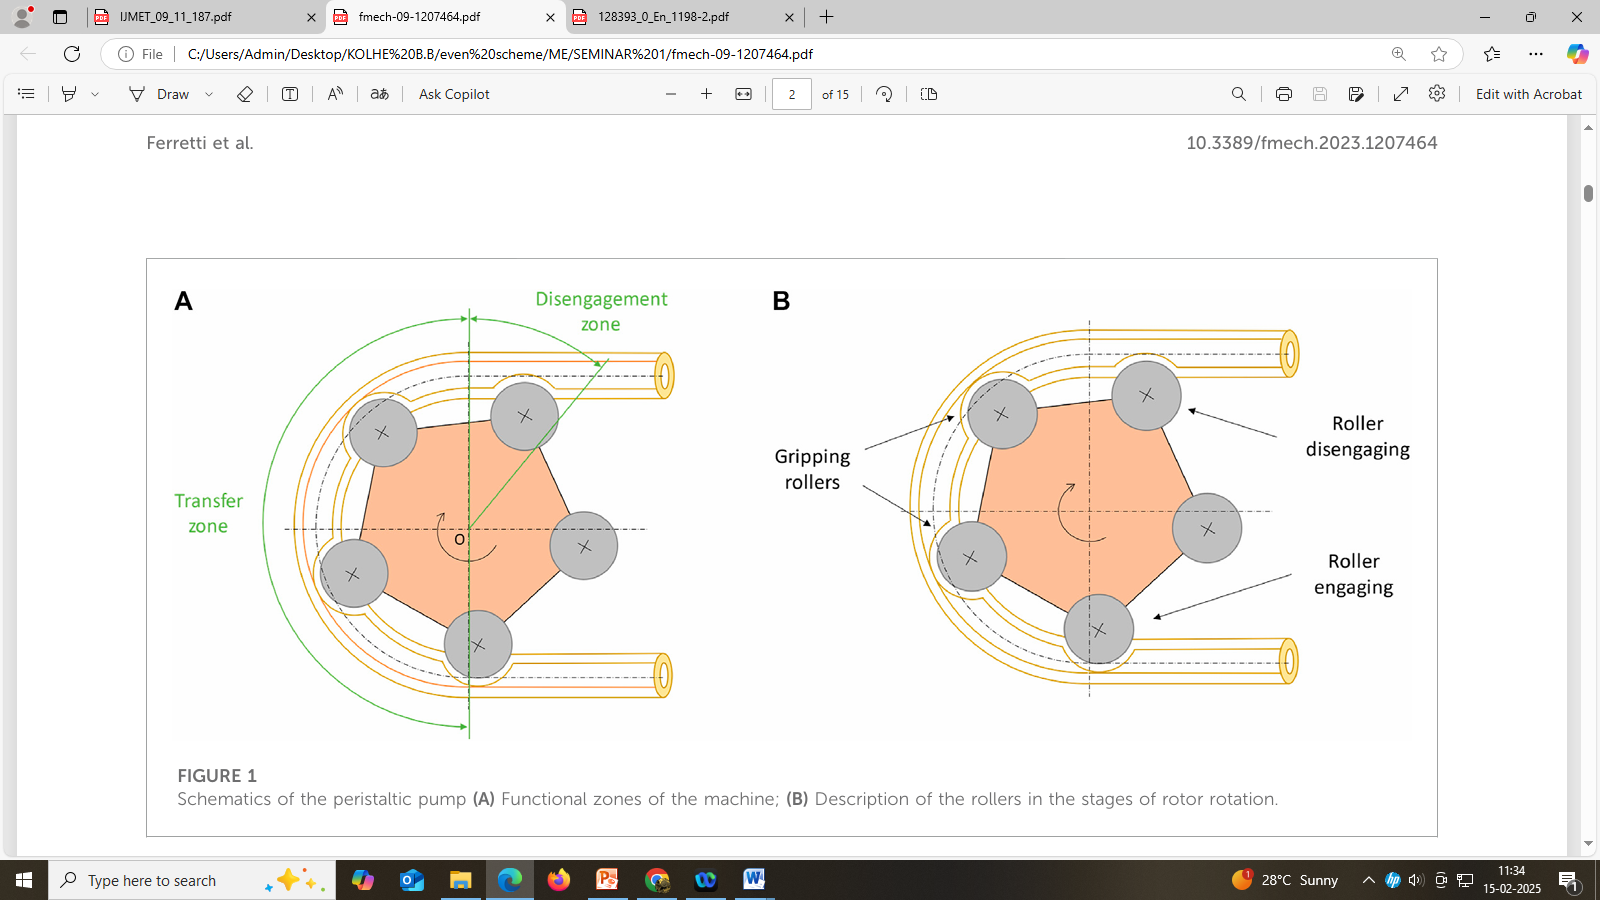 IJMET_09_11_187.pdf
fmech-09-1207464.pdf
128393_0_En_1198-2.pdf
File
C:/Users/Admin/Desktop/KOLHE%20B.B/even%20scheme/ME/SEMINAR%201/fmech-09-1207464.pdf
Draw
Ask Copilot
2 of 15
Edit with Acrobat
Ferretti et al.
10.3389/fmech.2023.1207464
A
Disengagement
zone
Transfer
zone
O
B
Gripping
rollers
Roller
disengaging
Roller
engaging
FIGURE 1
Schematics of the peristaltic pump (A) Functional zones of the machine; (B) Description of the rollers in the stages of rotor rotation.
Type here to search
28°C Sunny
11:34
15-02-2025
1